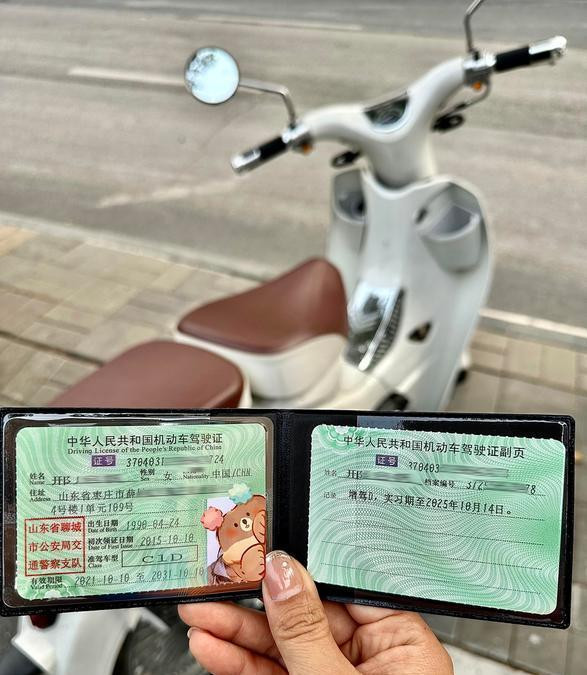 中华人民共和国机动车驾驶证
Driving License of the People's Republic of China
证号 3704031 724
姓名
Name
性别
Sex
女
Nationality
中国/CHN
住址
Address
山东省枣庄市薛
4号楼1单元109号
山东省聊城
市公安局交
通警察支队
出生日期
Date of Birth
1990-04-24
初次领证日期
Date of First Issue
2015-10-10
准驾车型
Class
C1D
有效期限
Valid Period
2021-10-10 至 2031-10-10
中华人民共和国机动车驾驶证副页
证号 370403
姓名
Name
档案编号
记录
增驾D,实习期至2025年10月14日。